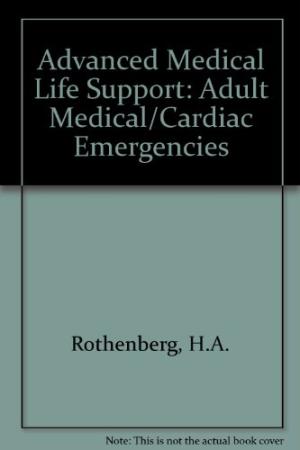 Advanced Medical
Life Support: Adult
Medical/Cardiac
Emergencies
Rothenberg, H.A.
Note: This is not the actual book cover